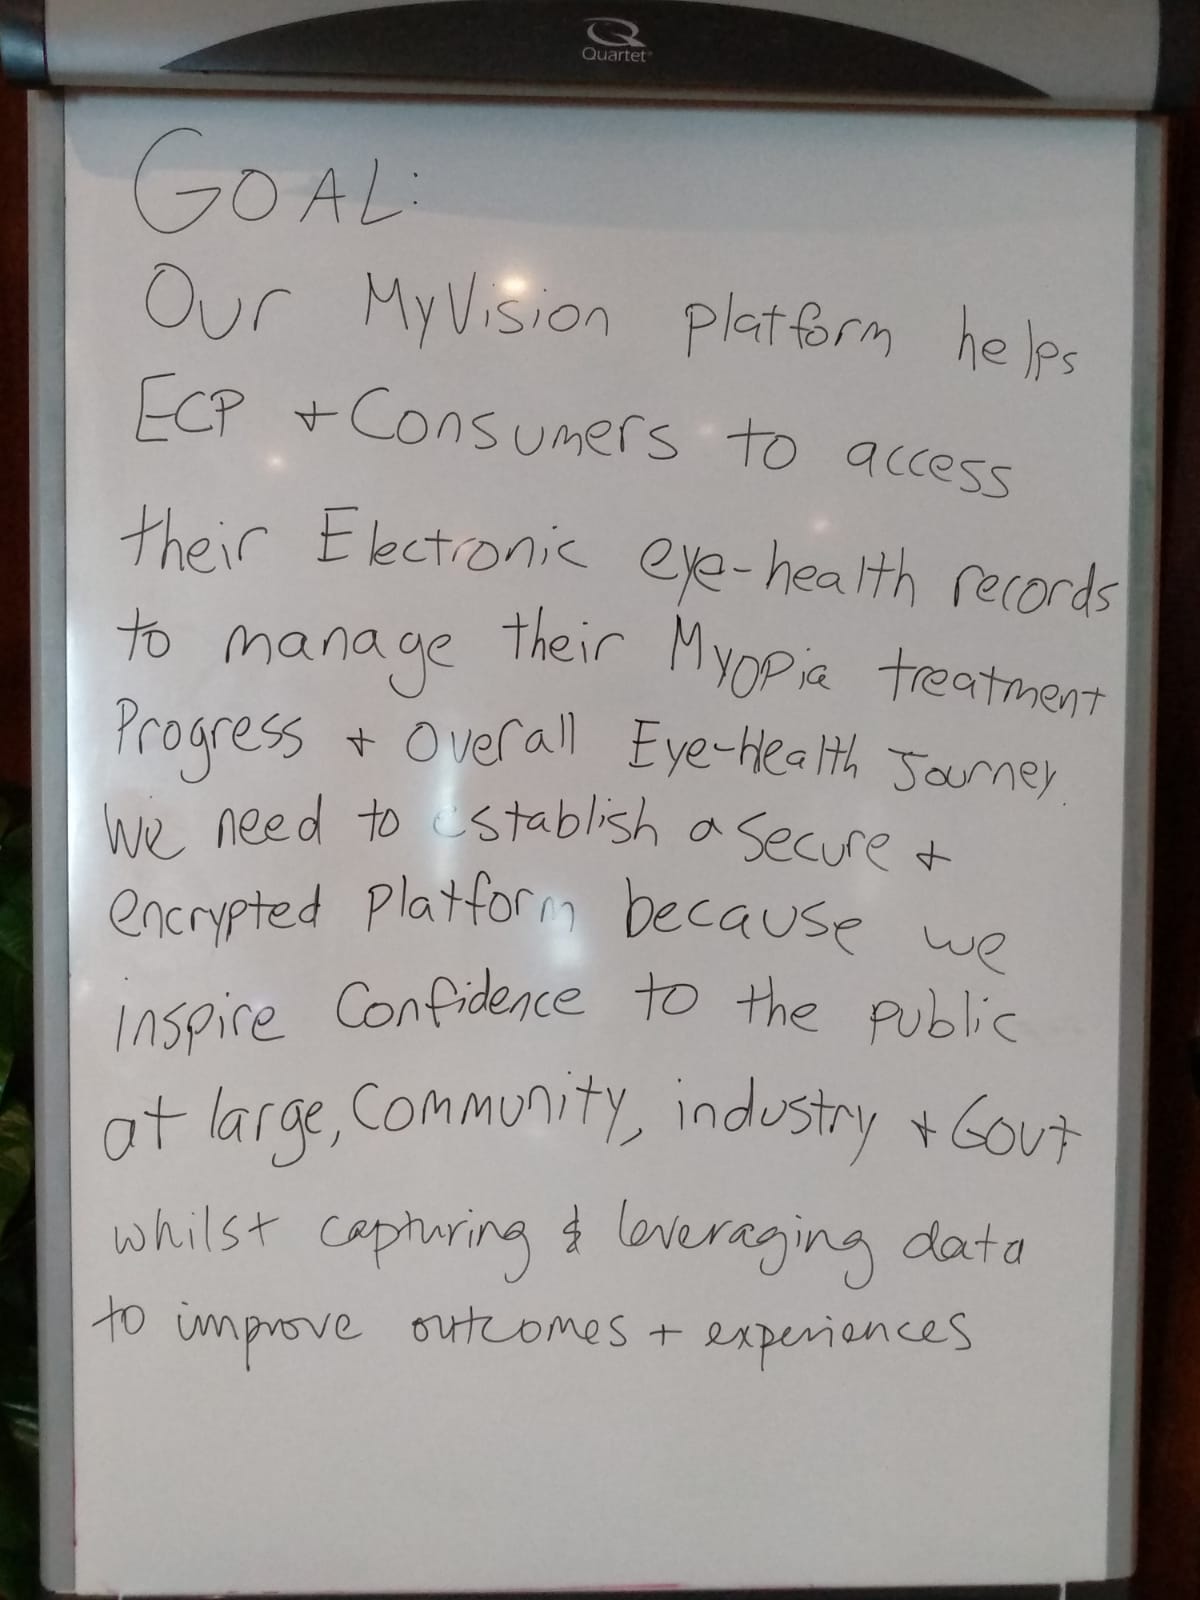 Quartet
GOAL:
Our MyVision platform helps
ECP + Consumers to access
their Electronic eye-health records
to manage their Myopia treatment
Progress + Overall Eye-Health Journey.
We need to establish a secure +
encrypted platform because we
inspire Confidence to the public
at large, Community, industry + Govt
whilst capturing & leveraging data
to improve outcomes + experiences